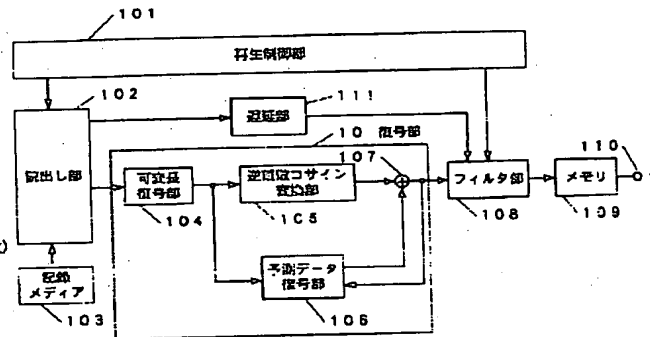 101
再生制御部
102
111
遅延部
10 復号部
107
110
読出し部
可変長
復号部
逆離散コサイン
変換部
フィルタ部
メモリ
104
105
108
109
予測データ
復号部
記録
メディア
103
106